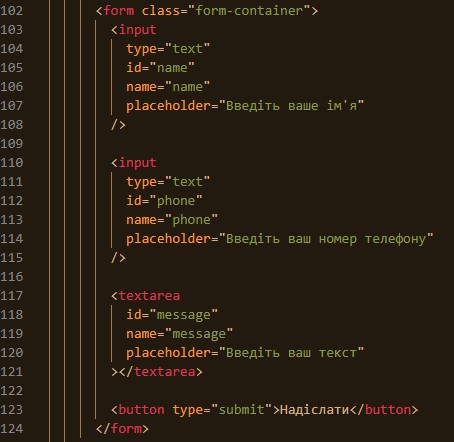 102 <form class="form-container">
103 <input
104 type="text"
105 id="name"
106 name="name"
107 placeholder="Введіть ваше ім'я"
108 />
109
110 <input
111 type="text"
112 id="phone"
113 name="phone"
114 placeholder="Введіть ваш номер телефону"
115 />
116
117 <textarea
118 id="message"
119 name="message"
120 placeholder="Введіть ваш текст"
121 ></textarea>
122
123 <button type="submit">Надіслати</button>
124 </form>